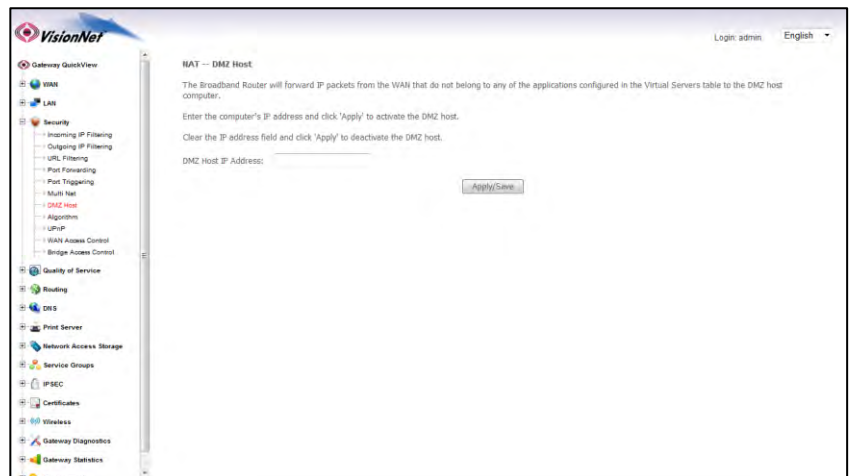 VisionNet
Login: admin
English
Gateway QuickView
WAN
LAN
Security
Incoming IP Filtering
Outgoing IP Filtering
URL Filtering
Port Forwarding
Port Triggering
Multi Nat
DMZ Host
Algorithm
UPnP
WAN Access Control
Bridge Access Control
Quality of Service
Routing
DNS
Print Server
Network Access Storage
Service Groups
IPSEC
Certificates
Wireless
Gateway Diagnostics
Gateway Statistics
NAT -- DMZ Host
The Broadband Router will forward IP packets from the WAN that do not belong to any of the applications configured in the Virtual Servers table to the DMZ host
computer.
Enter the computer's IP address and click 'Apply' to activate the DMZ host.
Clear the IP address field and click 'Apply' to deactivate the DMZ host.
DMZ Host IP Address:
Apply/Save